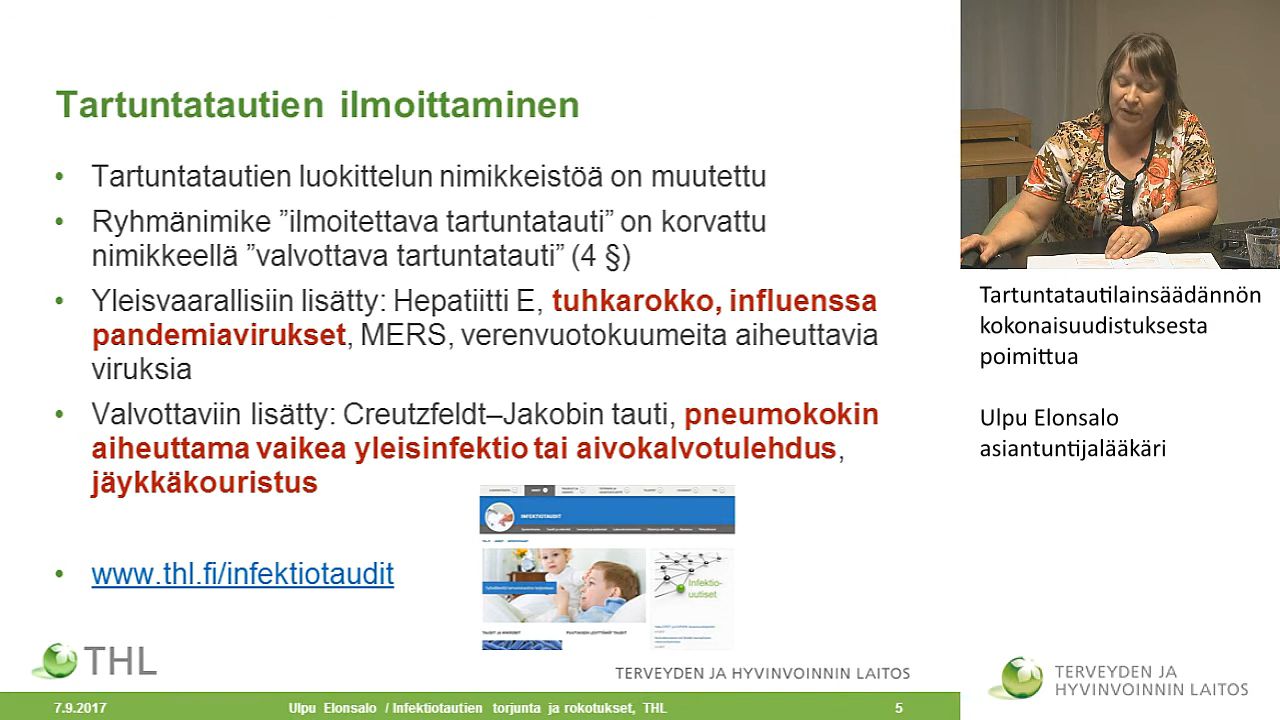 Tartuntatautien ilmoittaminen
• Tartuntatautien luokittelun nimikkeistöä on muutettu
• Ryhmänimike ”ilmoitettava tartuntatauti” on korvattu
nimikkeellä ”valvottava tartuntatauti” (4 §)
• Yleisvaarallisiin lisätty: Hepatiitti E, tuhkarokko, influenssa
pandemiavirukset, MERS, verenvuotokuumeita aiheuttavia
viruksia
• Valvottaviin lisätty: Creutzfeldt–Jakobin tauti, pneumokokin
aiheuttama vaikea yleisinfektio tai aivokalvotulehdus,
jäykkäkouristus
INFEKTIOTAUDIT
Infektio-
uutiset
• www.thl.fi/infektiotaudit
THL
TERVEYDEN JA HYVINVOINNIN LAITOS
7.9.2017
Ulpu Elonsalo / Infektiotautien torjunta ja rokotukset, THL
5
Tartuntatautilainsäädännön
kokonaisuudistuksesta
poimittua
Ulpu Elonsalo
asiantuntijalääkäri
TERVEYDEN JA
HYVINVOINNIN LAITOS